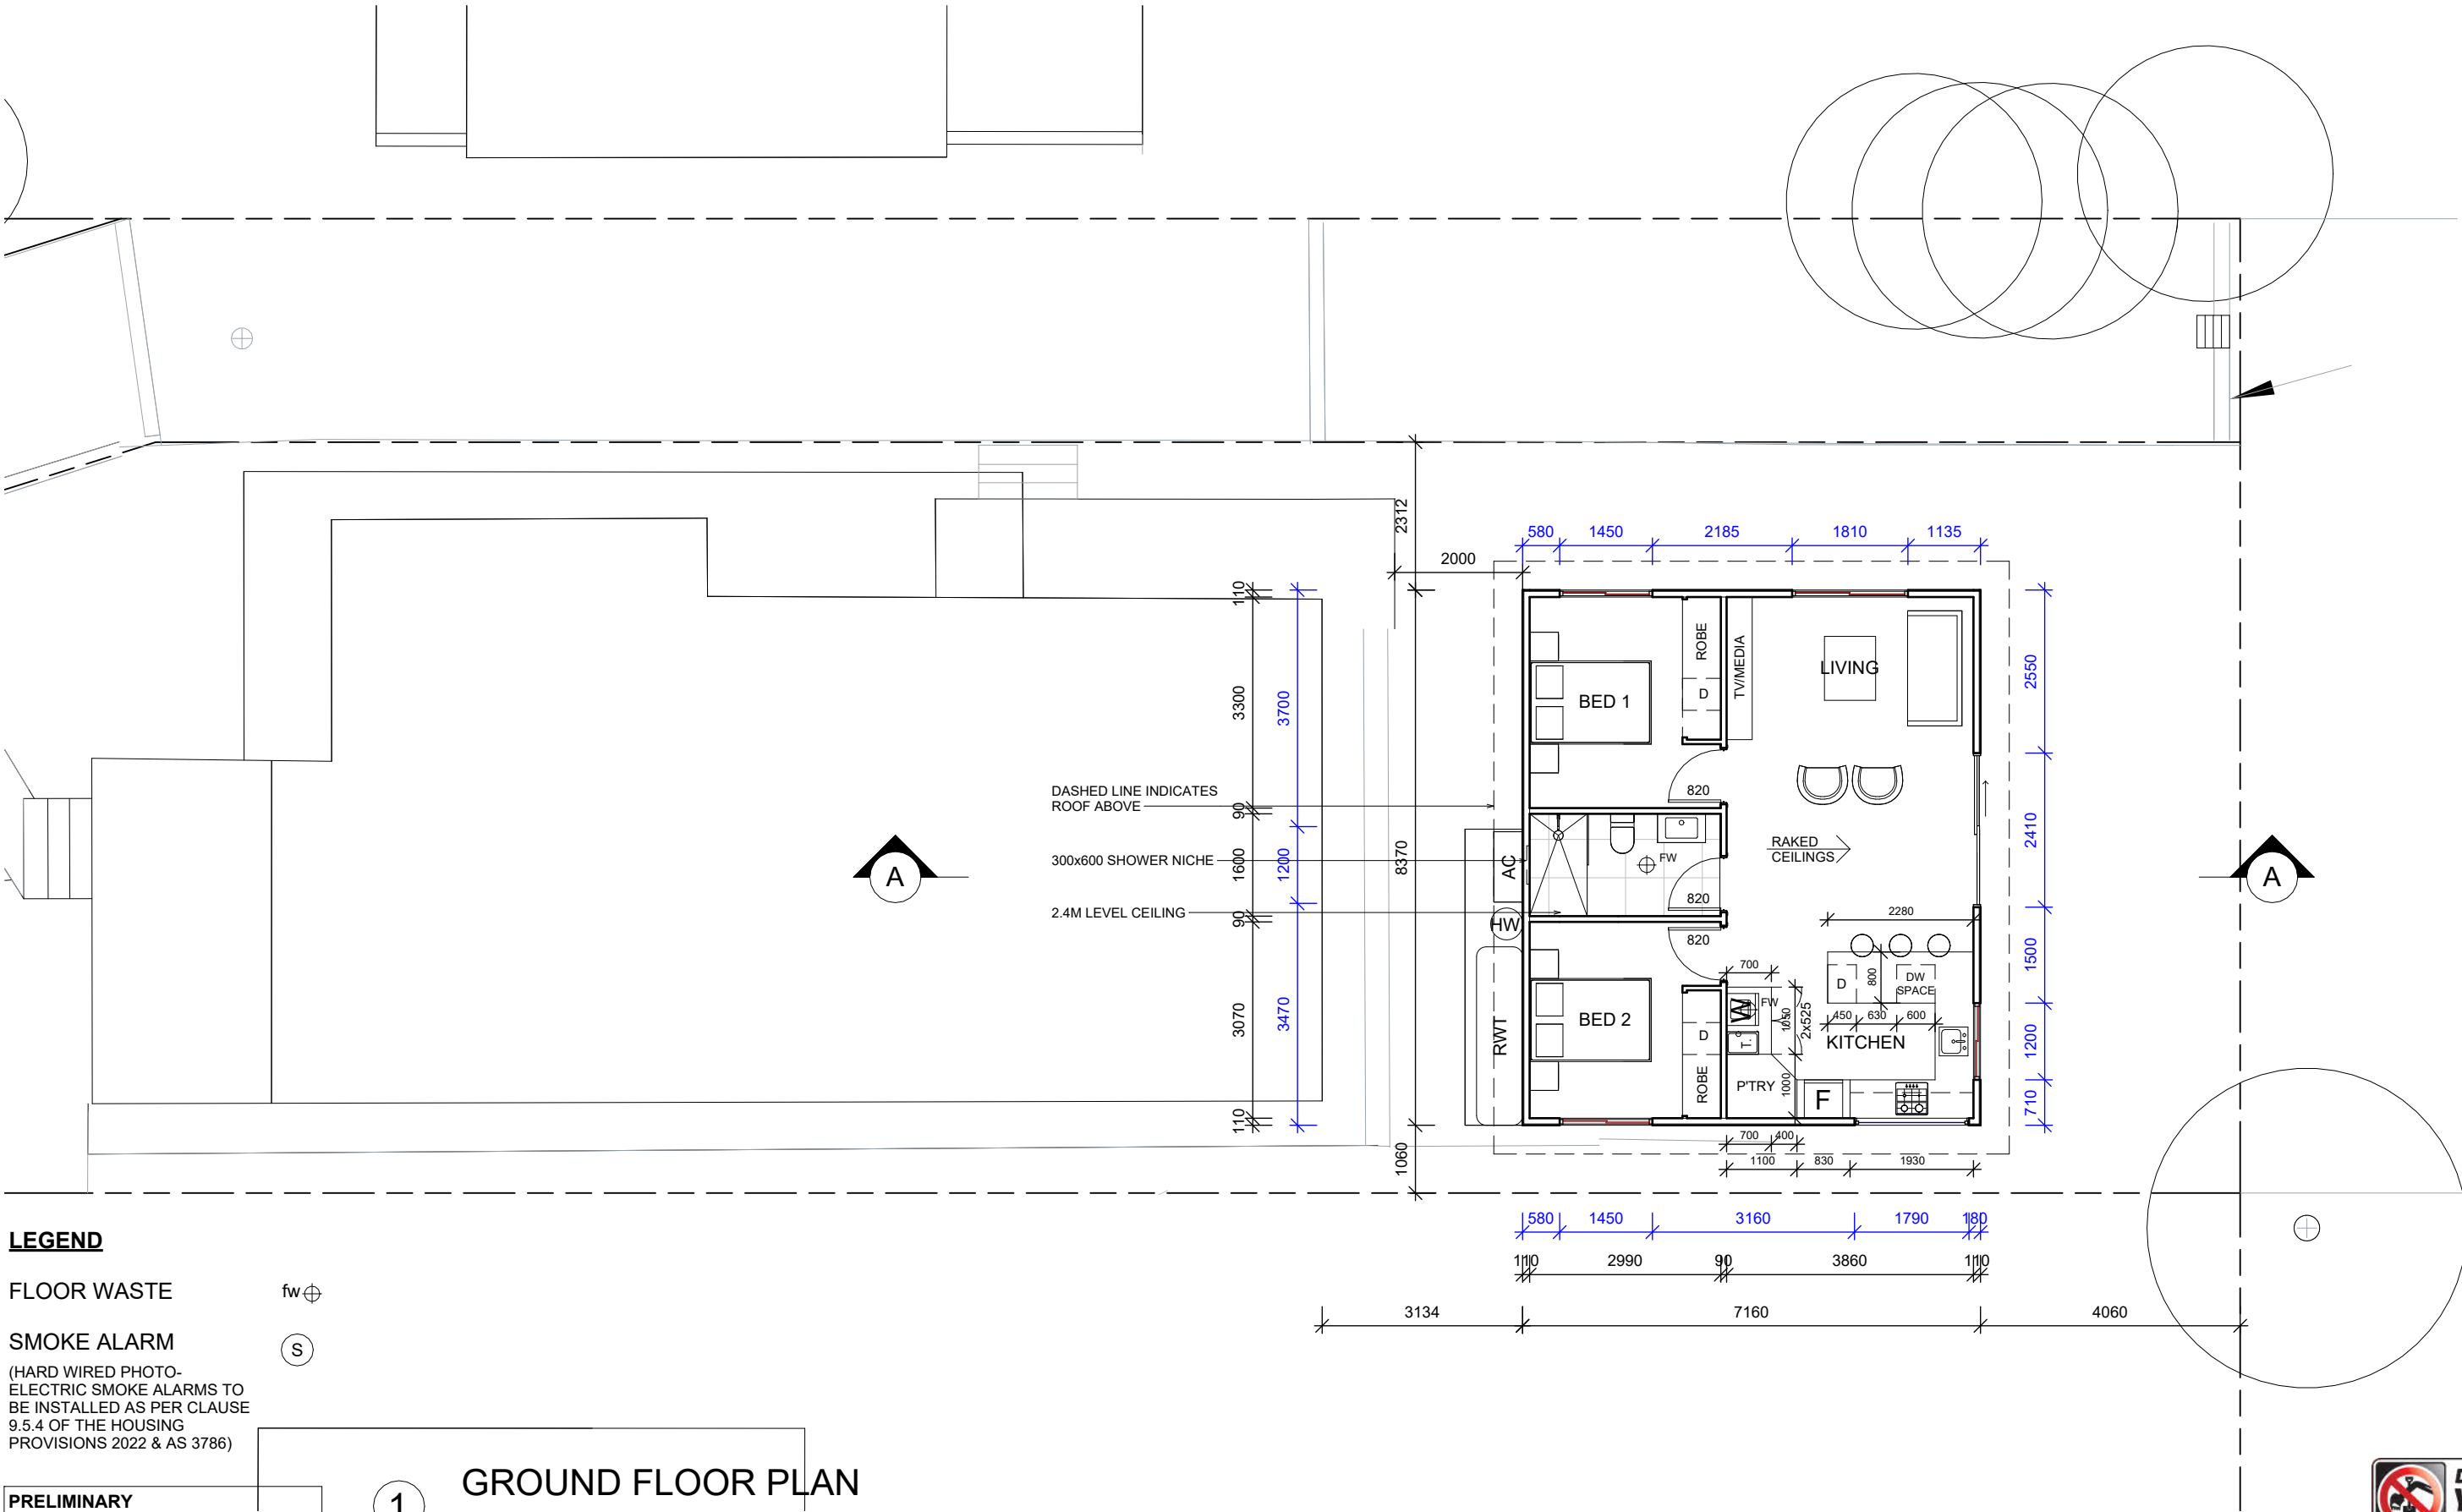 2312
2000
580 1450 2185 1810 1135
110
3300
90
1600
90
3070
110
3700
1200
3470
8370
1060
2550
2410
1500
1200
710
DASHED LINE INDICATES
ROOF ABOVE
300x600 SHOWER NICHE
2.4M LEVEL CEILING
A
A
AC
HW
RWT
BED 1
ROBE
D
TV/MEDIA
LIVING
820
FW
820
RAKED
CEILINGS
820
BED 2
D
ROBE
2280
700
W
FW
1050
2x525
T.
P'TRY
1000
D
800
DW
SPACE
450 630 600
KITCHEN
F
700 400
1100 830 1930
580 1450 3160 1790 180
110 2990 90 3860 110
3134 7160 4060
LEGEND
FLOOR WASTE fw
SMOKE ALARM S
(HARD WIRED PHOTO-
ELECTRIC SMOKE ALARMS TO
BE INSTALLED AS PER CLAUSE
9.5.4 OF THE HOUSING
PROVISIONS 2022 & AS 3786)
PRELIMINARY
1
GROUND FLOOR PLAN